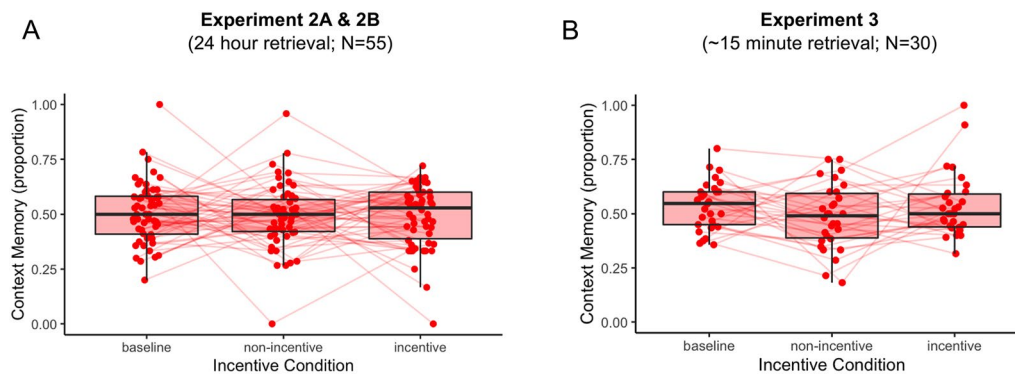 A
Experiment 2A & 2B
(24 hour retrieval; N=55)
Context Memory (proportion)
1.00
0.75
0.50
0.25
0.00
baseline non-incentive incentive
Incentive Condition
B
Experiment 3
(~15 minute retrieval; N=30)
Context Memory (proportion)
1.00
0.75
0.50
0.25
0.00
baseline non-incentive incentive
Incentive Condition